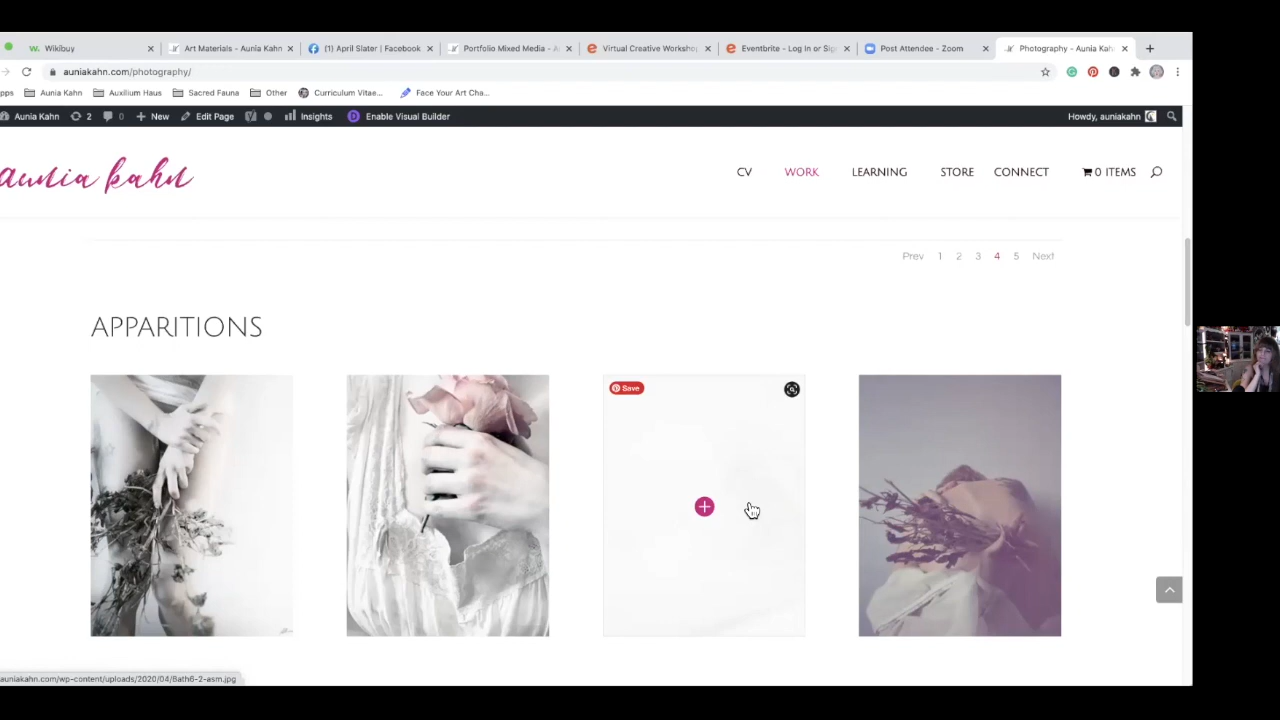 Wikibuy
Art Materials - Aunia Kahn
(1) April Slater | Facebook
Portfolio Mixed Media - A
Virtual Creative Workshop
Eventbrite - Log In or Sig
Post Attendee - Zoom
Photography - Aunia Kah
auniakahn.com/photography/
pps Aunia Kahn Auxilium Haus Sacred Fauna Other Curriculum Vitae... Face Your Art Cha...
Aunia Kahn 2 0 New Edit Page Insights Enable Visual Builder Howdy, auniakahn
aunia kahn
CV WORK LEARNING STORE CONNECT 0 ITEMS
Prev 1 2 3 4 5 Next
APPARITIONS
Save
auniakahn.com/wp-content/uploads/2020/04/Bath6-2-asm.jpg